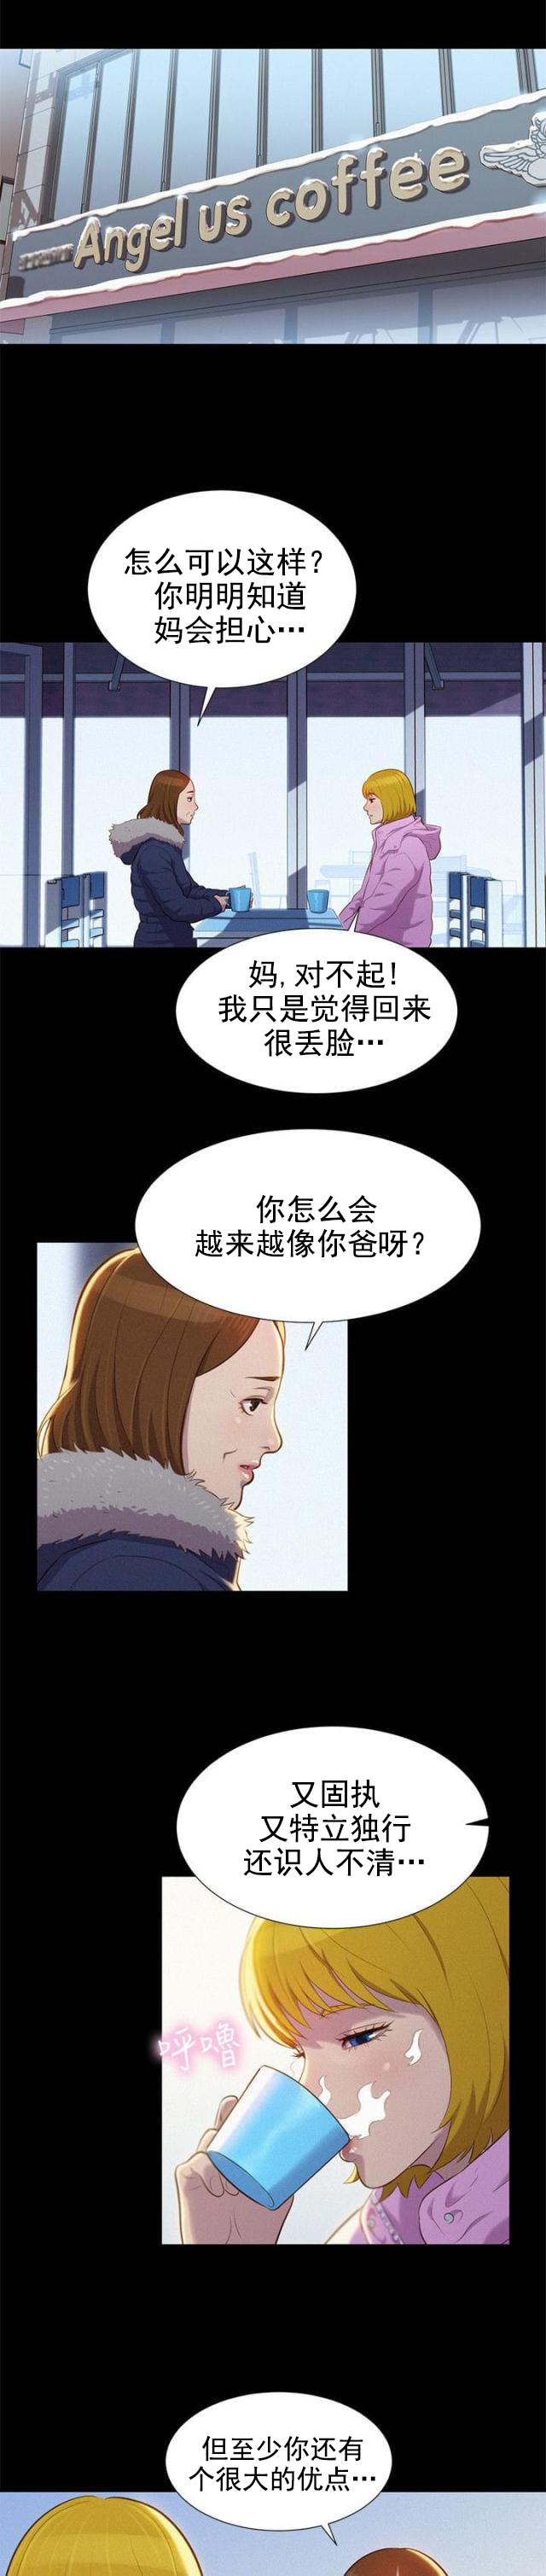 Angel us coffee
怎么可以这样?
你明明知道
妈会担心…
妈,对不起!
我只是觉得回来
很丢脸…
你怎么会
越来越像你爸呀?
又固执
又特立独行
还识人不清…
呼噜
但至少你还有
个很大的优点…